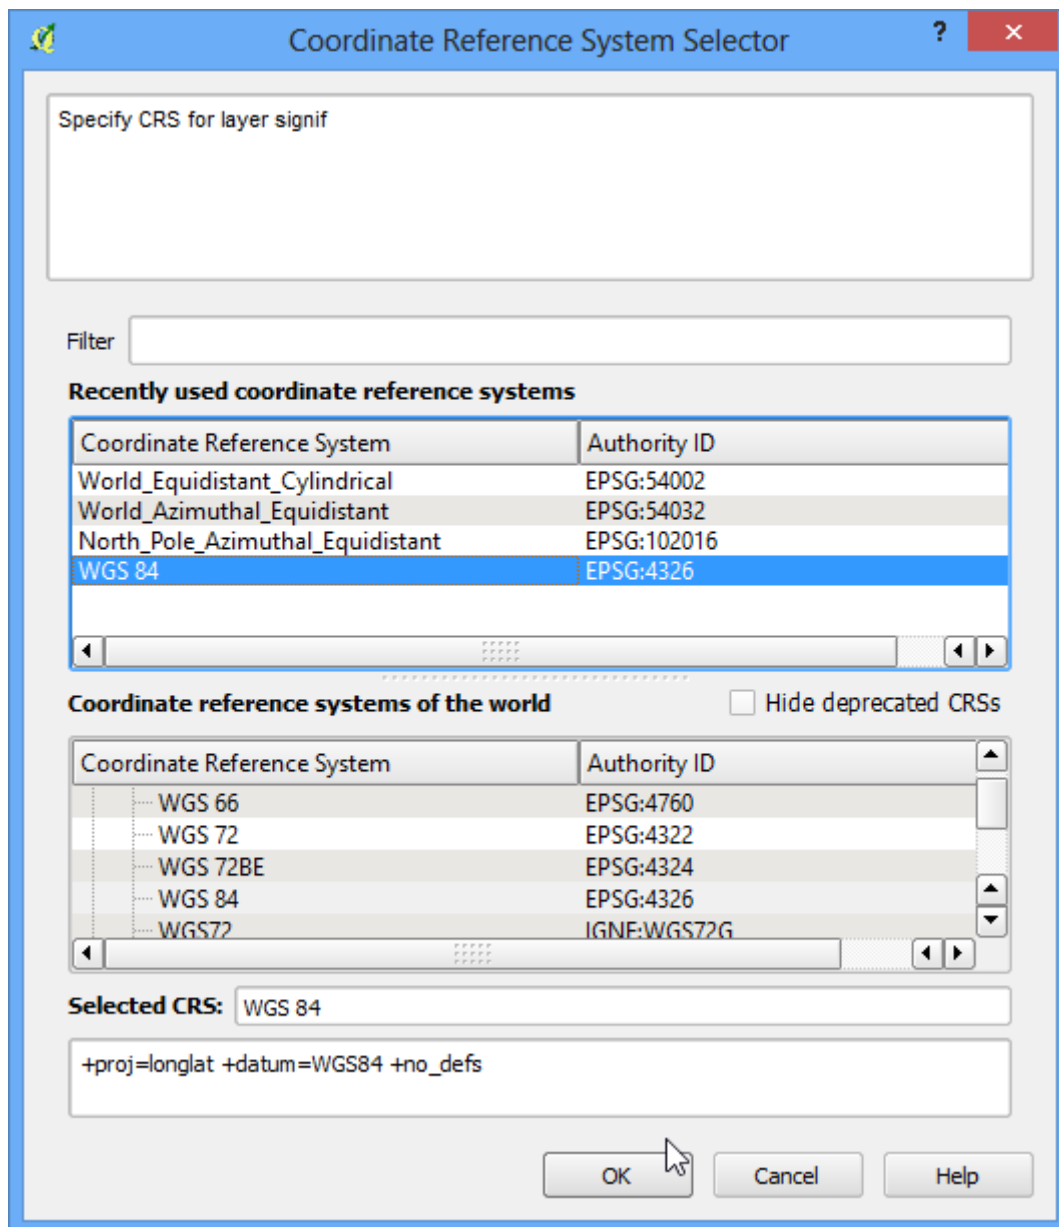 Coordinate Reference System Selector ? ×
Specify CRS for layer signif
Filter
Recently used coordinate reference systems
Coordinate Reference System Authority ID
World_Equidistant_Cylindrical EPSG:54002
World_Azimuthal_Equidistant EPSG:54032
North_Pole_Azimuthal_Equidistant EPSG:102016
WGS 84 EPSG:4326
Coordinate reference systems of the world Hide deprecated CRSs
Coordinate Reference System Authority ID
WGS 66 EPSG:4760
WGS 72 EPSG:4322
WGS 72BE EPSG:4324
WGS 84 EPSG:4326
WGS72 IGNF:WGS72G
Selected CRS: WGS 84
+proj=longlat +datum=WGS84 +no_defs
OK Cancel Help